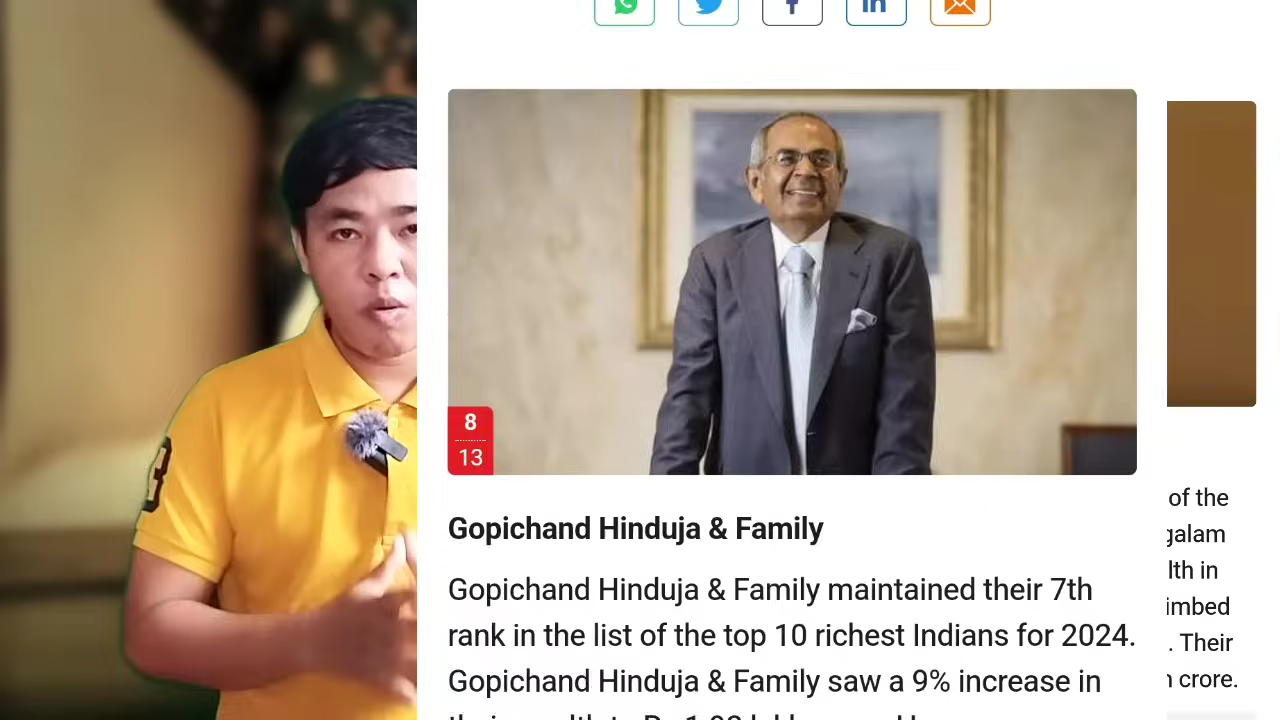 8
13
Gopichand Hinduja & Family
Gopichand Hinduja & Family maintained their 7th
rank in the list of the top 10 richest Indians for 2024.
Gopichand Hinduja & Family saw a 9% increase in
of the
galam
lth in
imbed
. Their
crore.
3